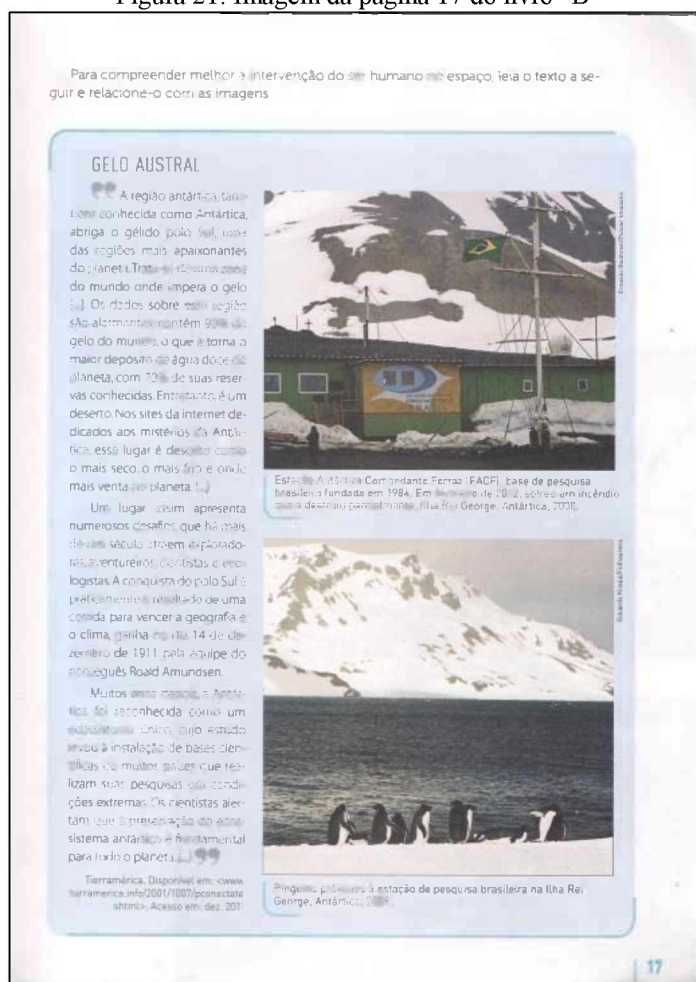 Figura 21: Imagem da página 17 do livro "B"
Para compreender melhor a intervenção do ser humano no espaço, leia o texto a se-
guir e relacione-o com as imagens
GELO AUSTRAL
A região antártica, tam-
bém conhecida como Antártica,
abriga o gélido polo Sul, uma
das regiões mais apaixonantes
do planeta. Trata-se de uma zona
do mundo onde impera o gelo
[...] Os dados sobre esta região
são alarmantes: contém 90% do
gelo do mundo, o que a torna o
maior depósito de água doce do
planeta, com 70% de suas reser-
vas conhecidas. Entretanto, é um
deserto. Nos sites da internet de-
dicados aos mistérios da Antár-
tica, esse lugar é descrito como
o mais seco, o mais frio e onde
mais venta no planeta. [...]
Um lugar assim apresenta
numerosos desafios, que há mais
de um século atraem explorado-
res, aventureiros, cientistas e eco-
logistas. A conquista do polo Sul é
praticamente o resultado de uma
corrida para vencer a geografia e
o clima, ganha no dia 14 de de-
zembro de 1911 pela equipe do
norueguês Roald Amundsen.
Muitos anos depois, a Antár-
tica foi reconhecida como um
ecossistema único, cujo estudo
levou à instalação de bases cien-
tíficas de muitos países que rea-
lizam suas pesquisas em condi-
ções extremas. Os cientistas aler-
tam que a preservação do ecos-
sistema antártico é fundamental
para todo o planeta. [...]
Tierramérica. Disponível em: <www
tierramerica.info/2001/1007/pconectate
shtml>. Acesso em: dez. 201
Estação Antártica Comandante Ferraz (EACF), base de pesquisa
brasileira fundada em 1984. Em fevereiro de 2012, sofreu um incêndio
que a destruiu parcialmente. Ilha Rei George, Antártica, 2008.
Pinguins próximos à estação de pesquisa brasileira na Ilha Rei
George, Antártica,
17